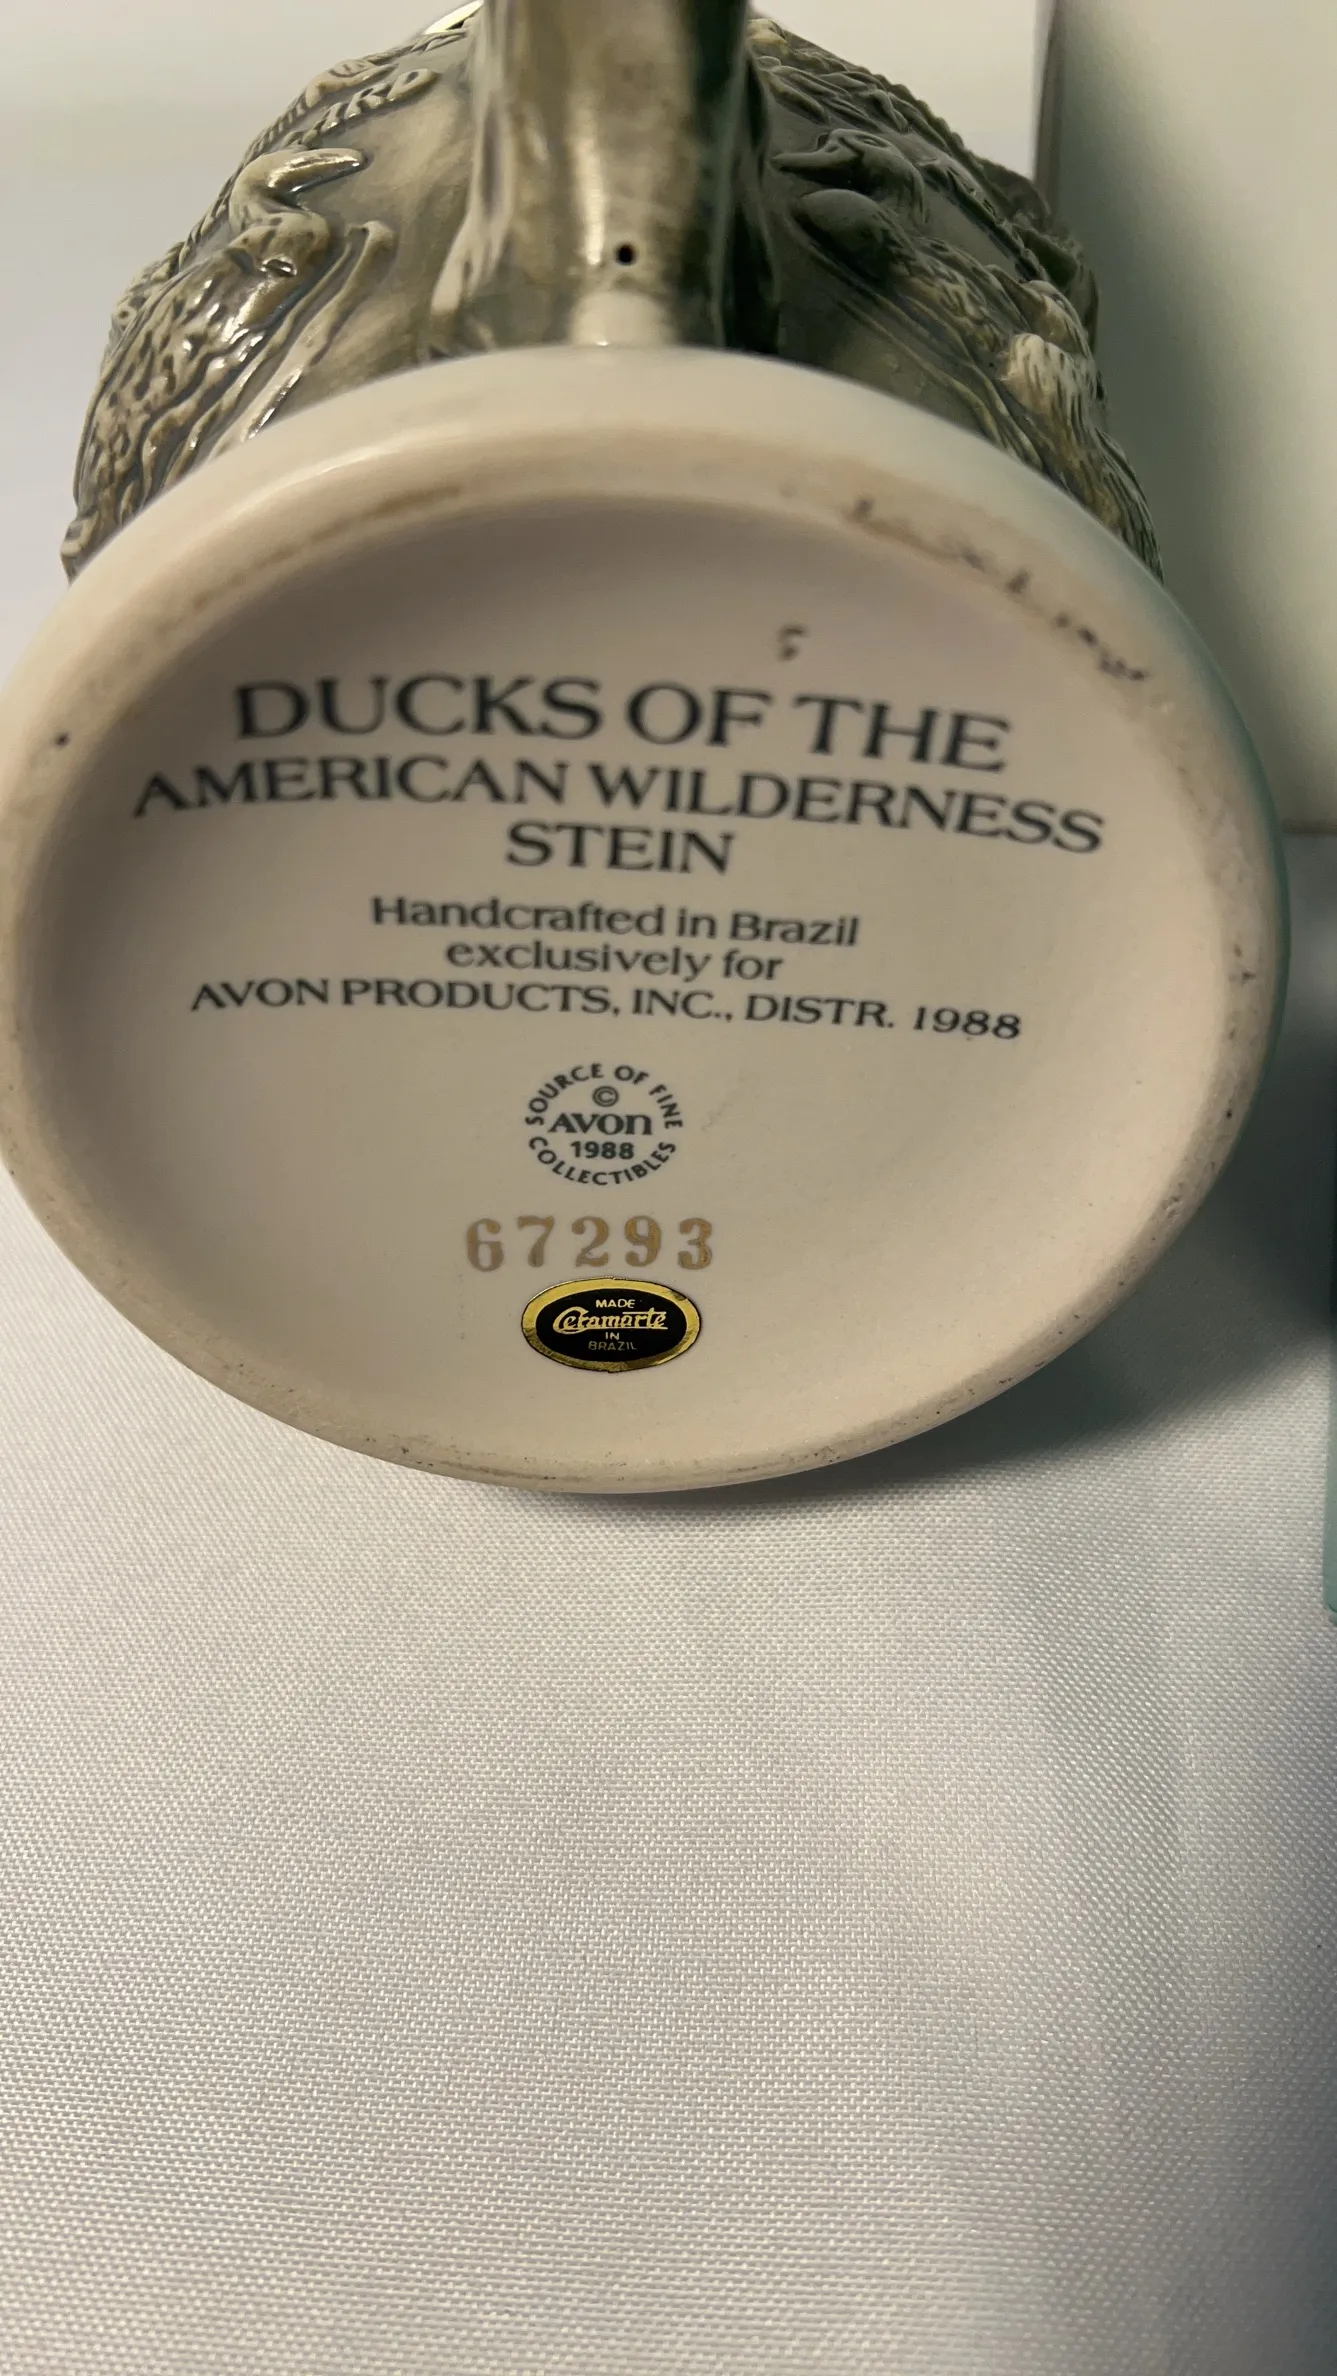 DUCKS OF THE
AMERICAN WILDERNESS
STEIN
Handcrafted in Brazil
exclusively for
AVON PRODUCTS, INC., DISTR. 1988
SOURCE OF FINE
©
AVON
1988
COLLECTIBLES
67293
MADE
Ceramarte
IN
BRAZIL